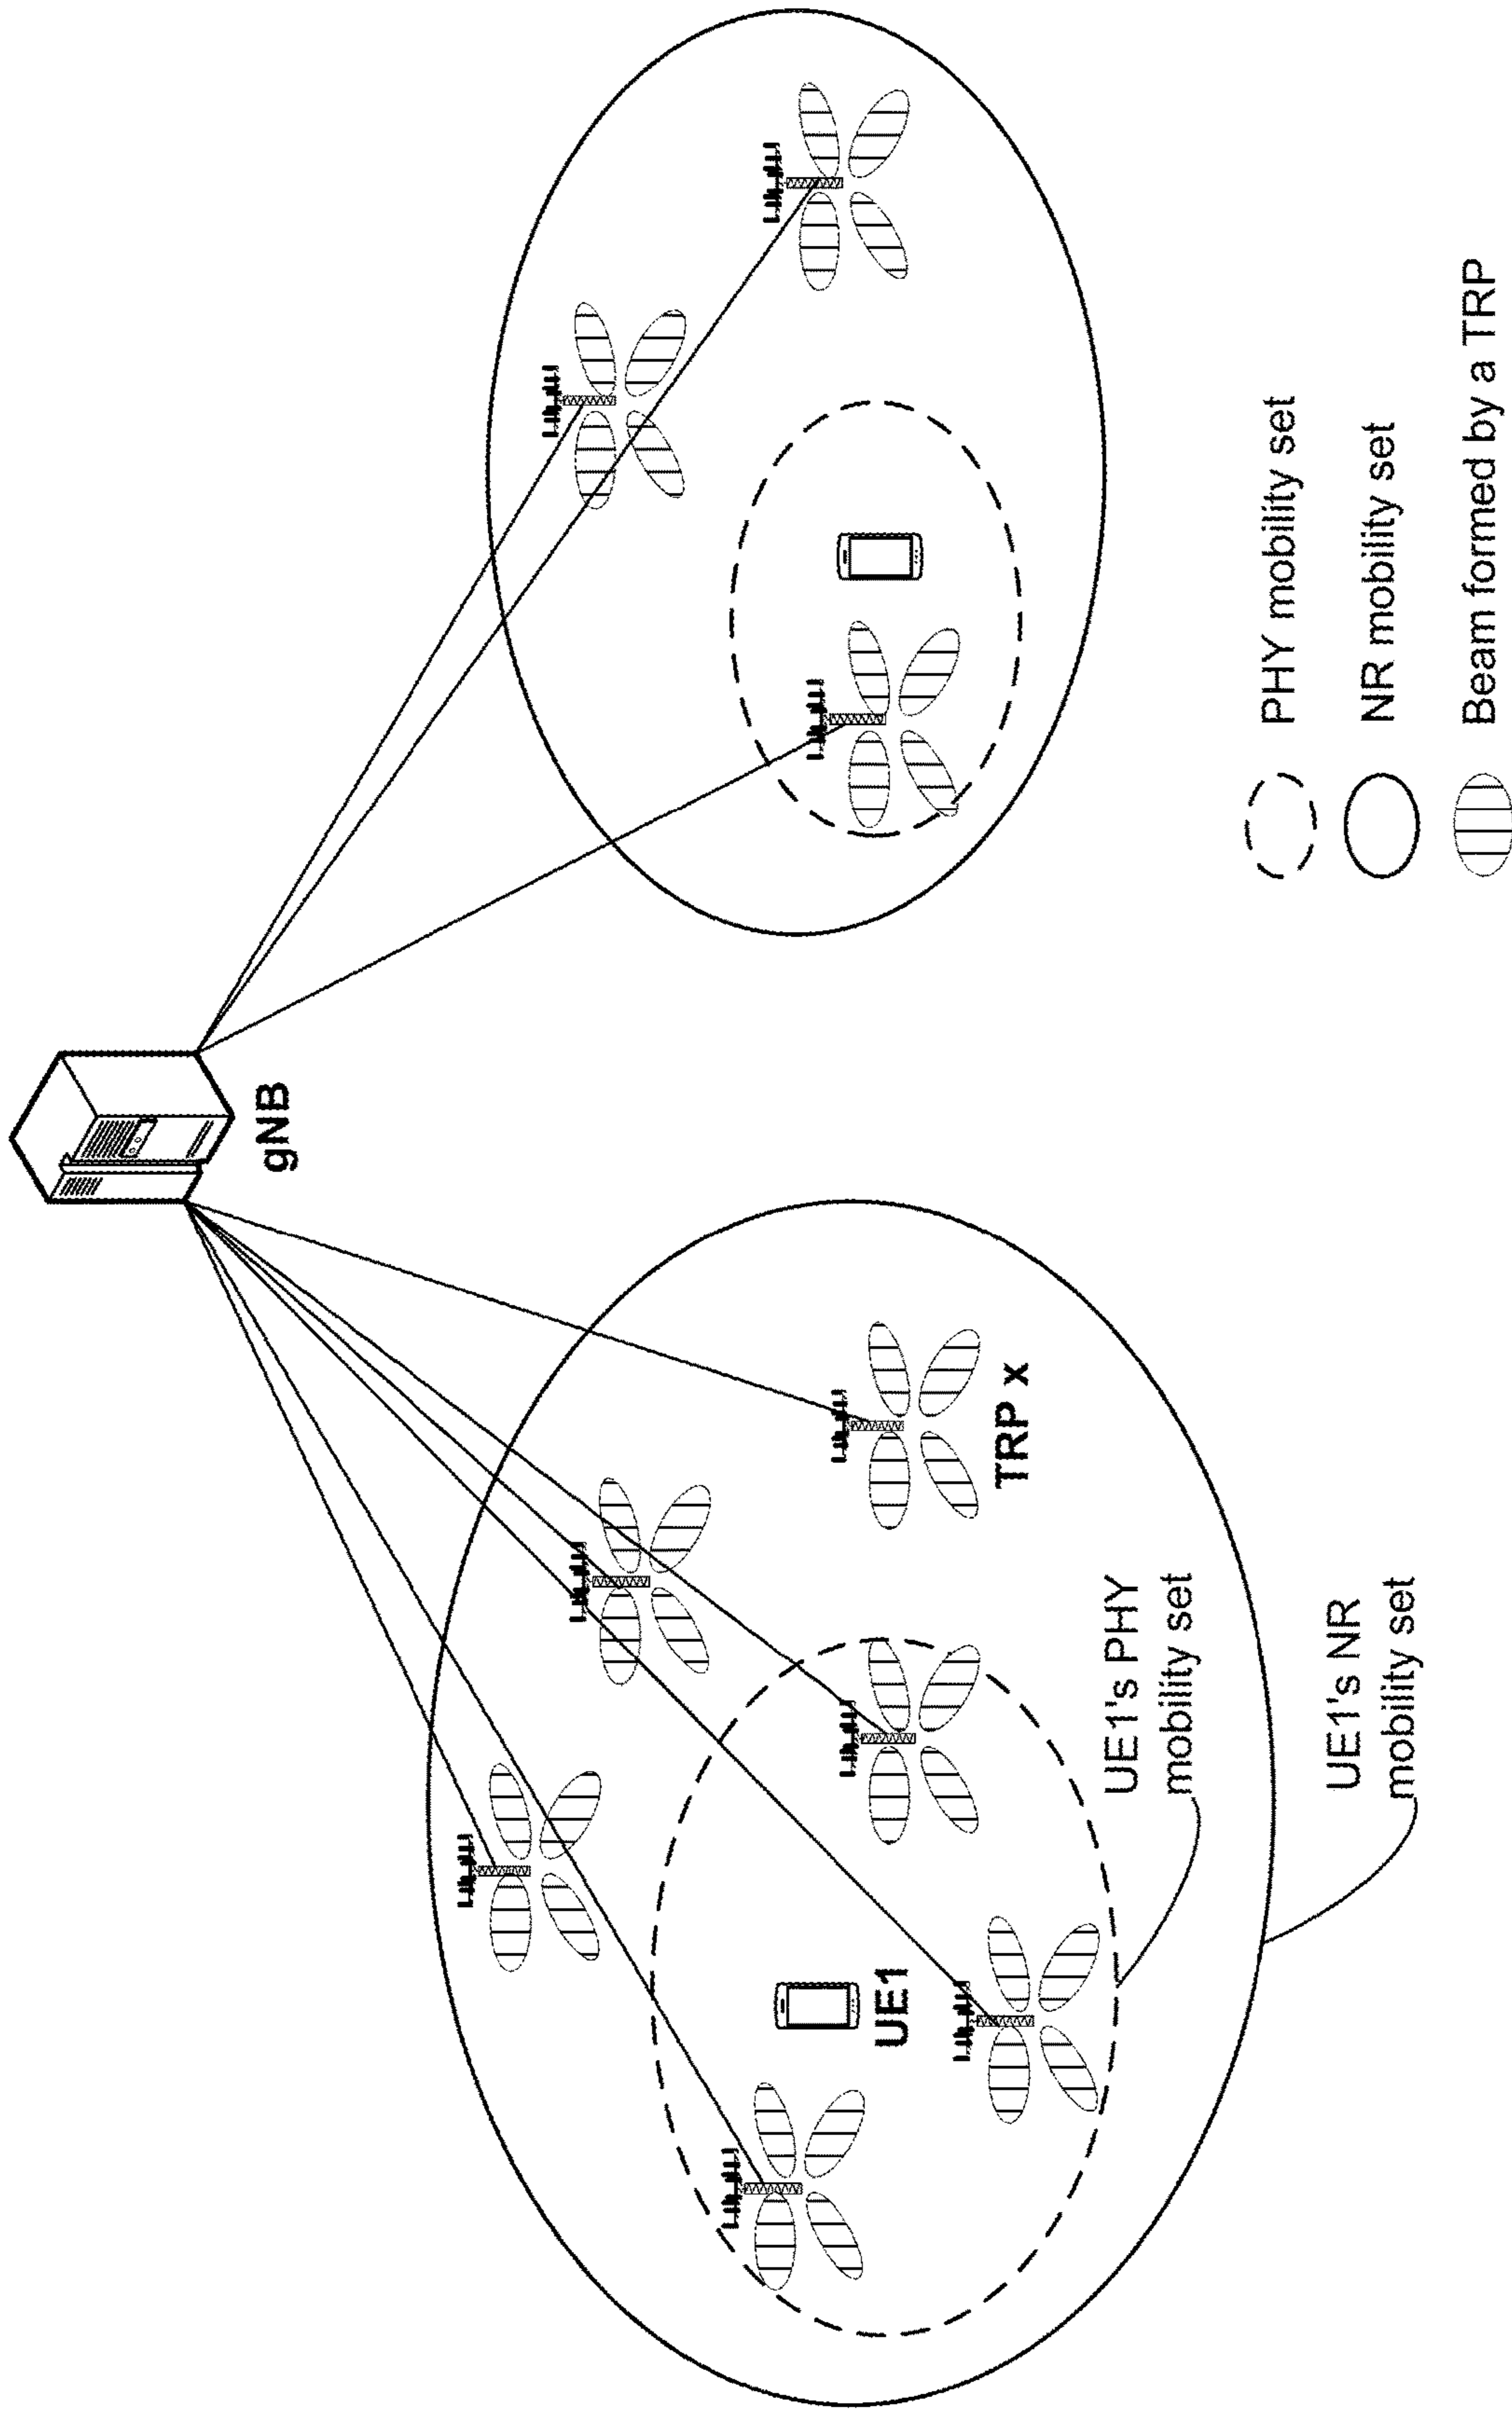 gNB
TRP x
UE1
UE1's PHY
mobility set
UE1's NR
mobility set
PHY mobility set
NR mobility set
Beam formed by a TRP